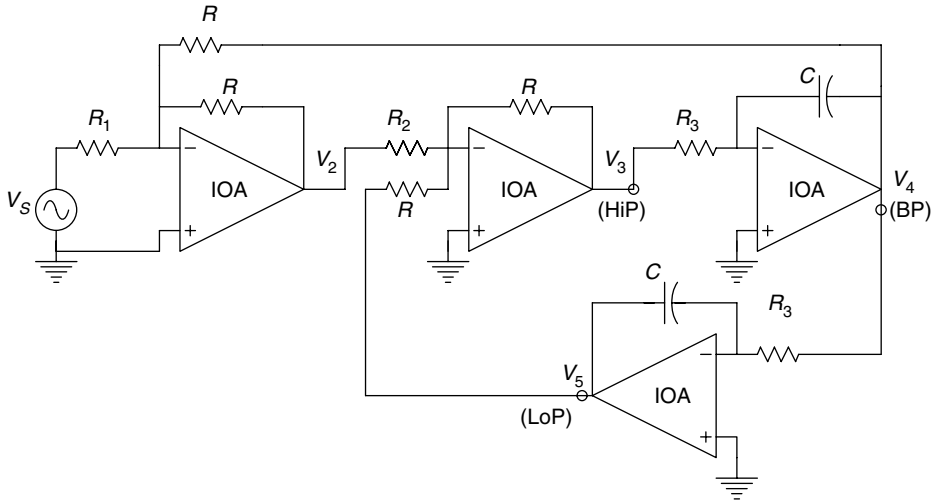 R
R
R
C
R1
R2
R3
−
−
−
−
V2
V3
V4
IOA
IOA
IOA
VS
R
(HiP)
(BP)
+
+
+
C
R3
−
V5
IOA
(LoP)
+